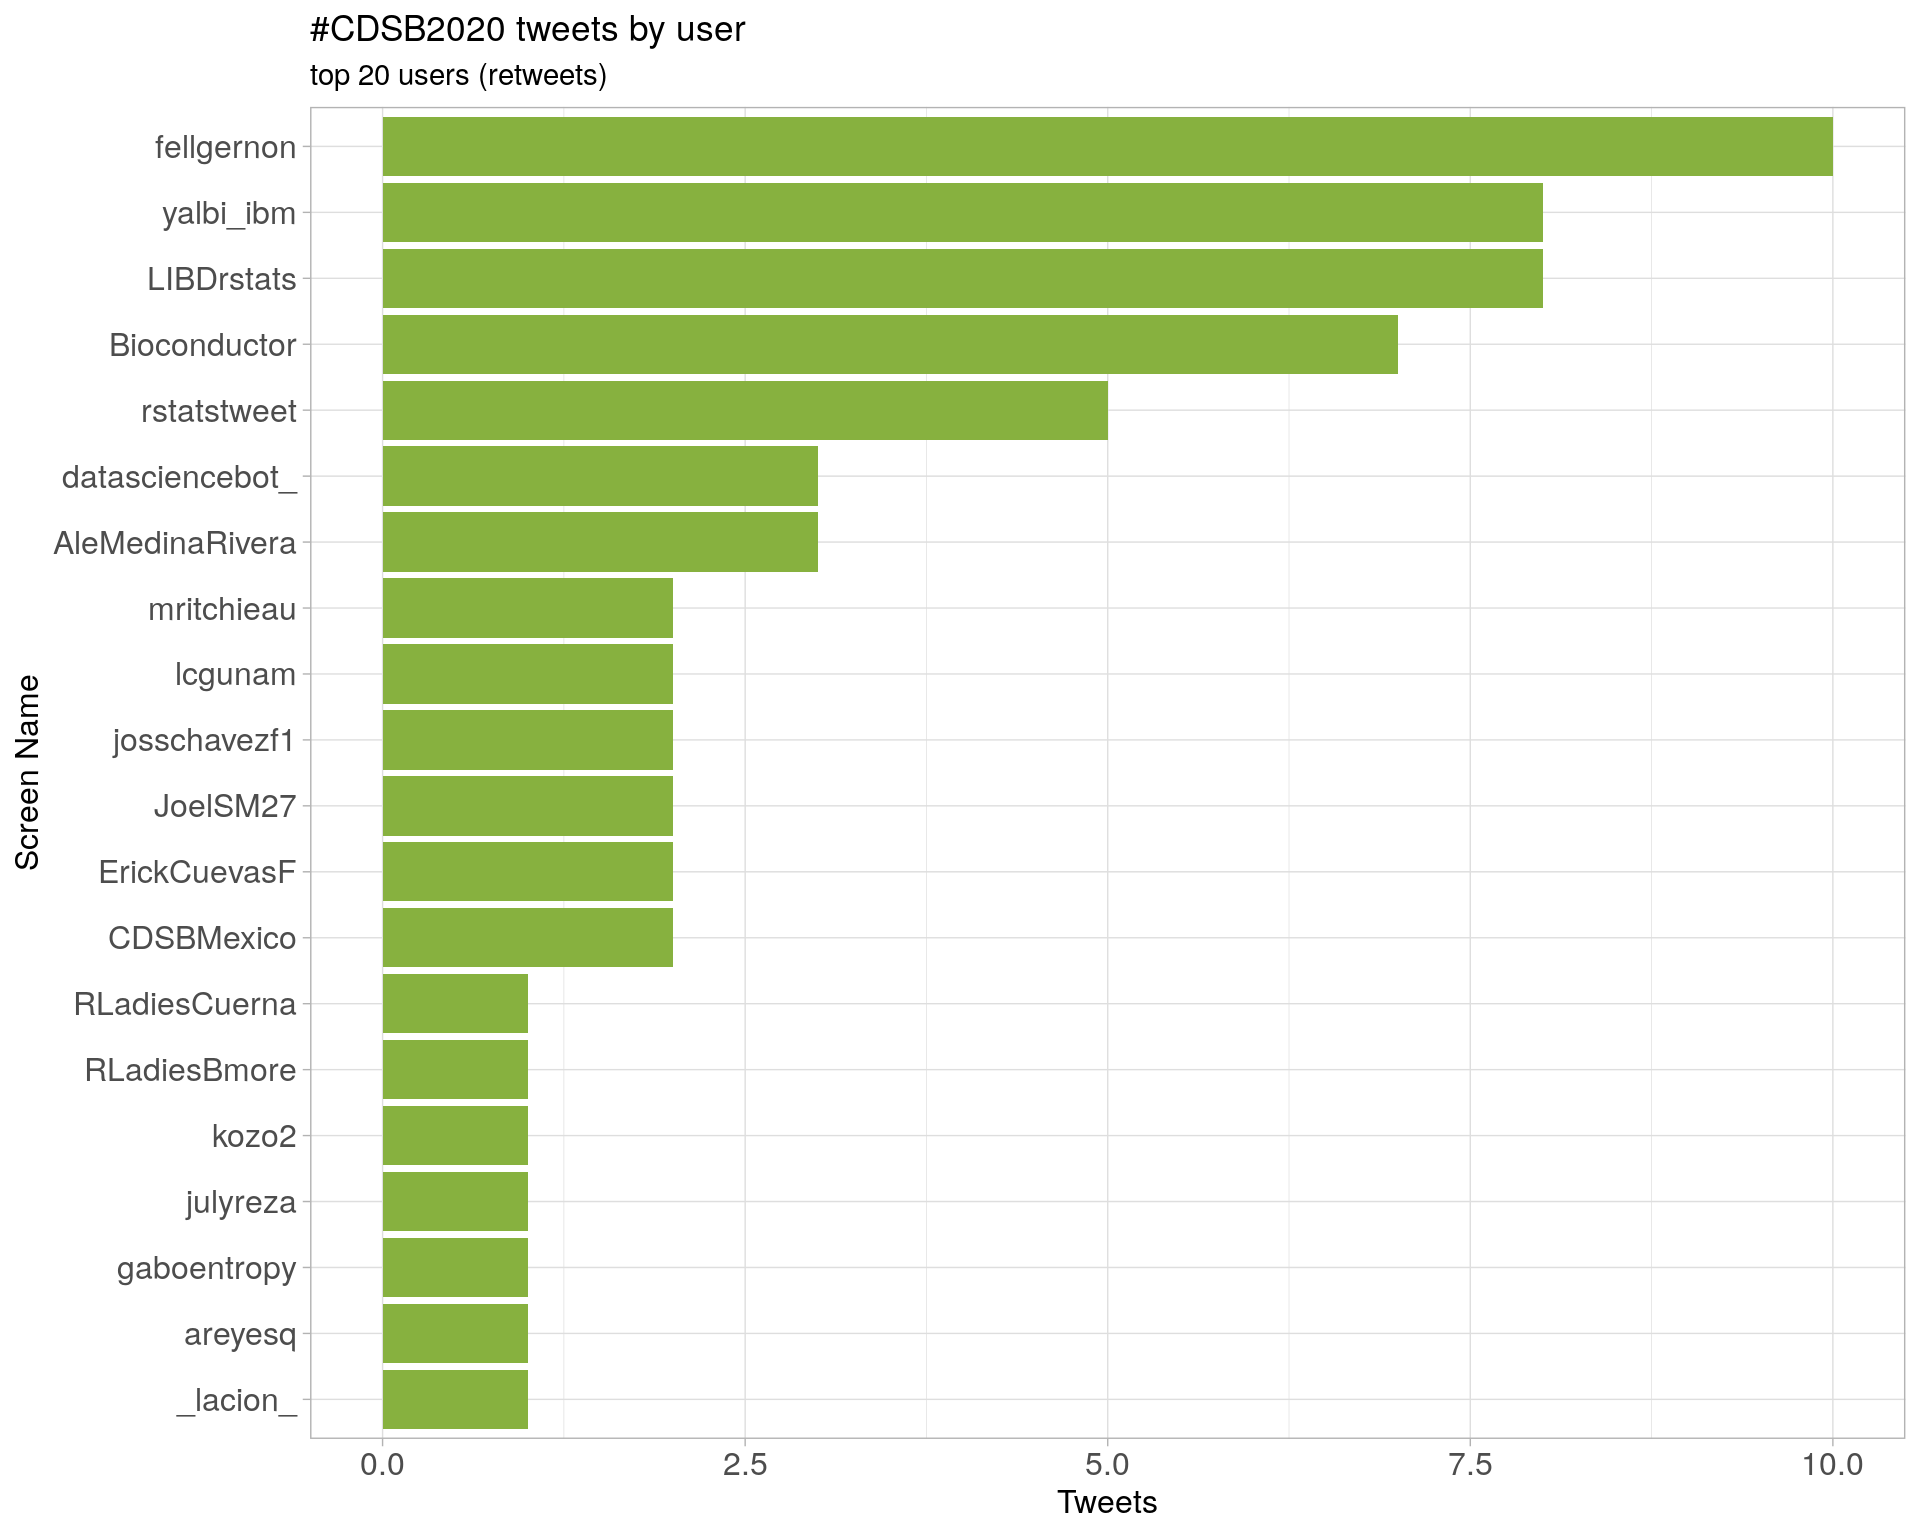 #CDSB2020 tweets by user
top 20 users (retweets)
fellgernon
yalbi_ibm
LIBDrstats
Bioconductor
rstatstweet
datasciencebot_
AleMedinaRivera
mritchieau
lcgunam
josschavezf1
JoelSM27
ErickCuevasF
CDSBMexico
RLadiesCuerna
RLadiesBmore
kozo2
julyreza
gaboentropy
areyesq
_lacion_
Screen Name
0.0 2.5 5.0 7.5 10.0
Tweets